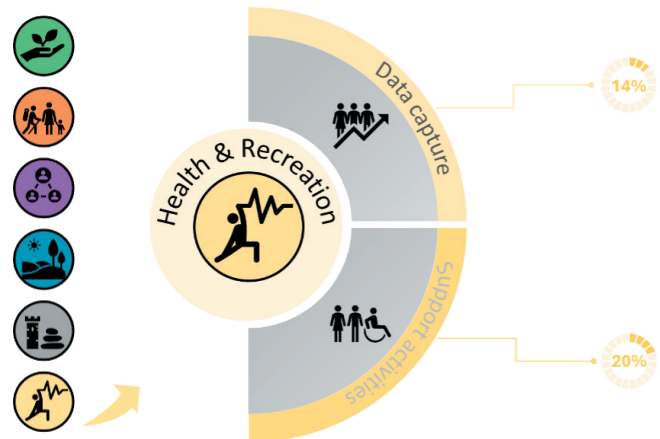 Health & Recreation
Data capture
14%
Support activities
20%